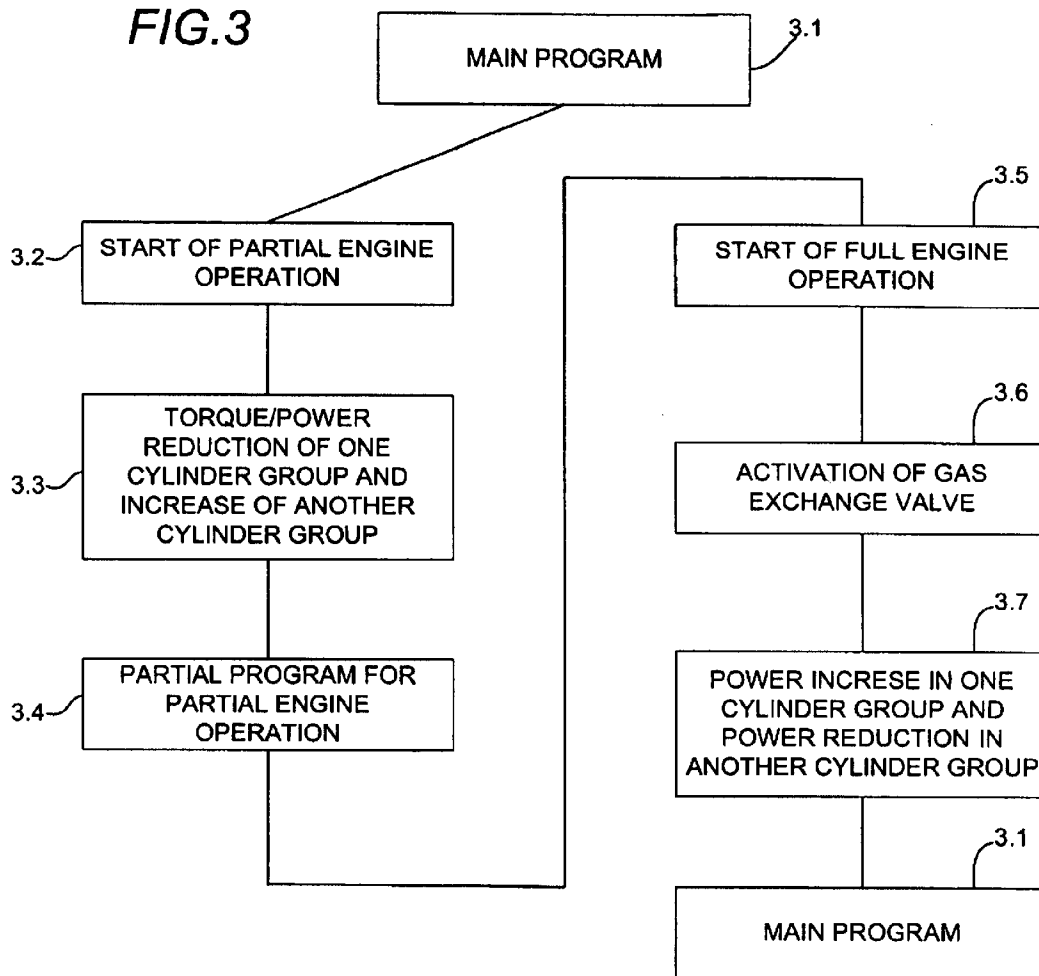 FIG.3
3.1
MAIN PROGRAM
3.2
START OF PARTIAL ENGINE
OPERATION
3.3
TORQUE/POWER
REDUCTION OF ONE
CYLINDER GROUP AND
INCREASE OF ANOTHER
CYLINDER GROUP
3.4
PARTIAL PROGRAM FOR
PARTIAL ENGINE
OPERATION
3.5
START OF FULL ENGINE
OPERATION
3.6
ACTIVATION OF GAS
EXCHANGE VALVE
3.7
POWER INCRESE IN ONE
CYLINDER GROUP AND
POWER REDUCTION IN
ANOTHER CYLINDER GROUP
3.1
MAIN PROGRAM